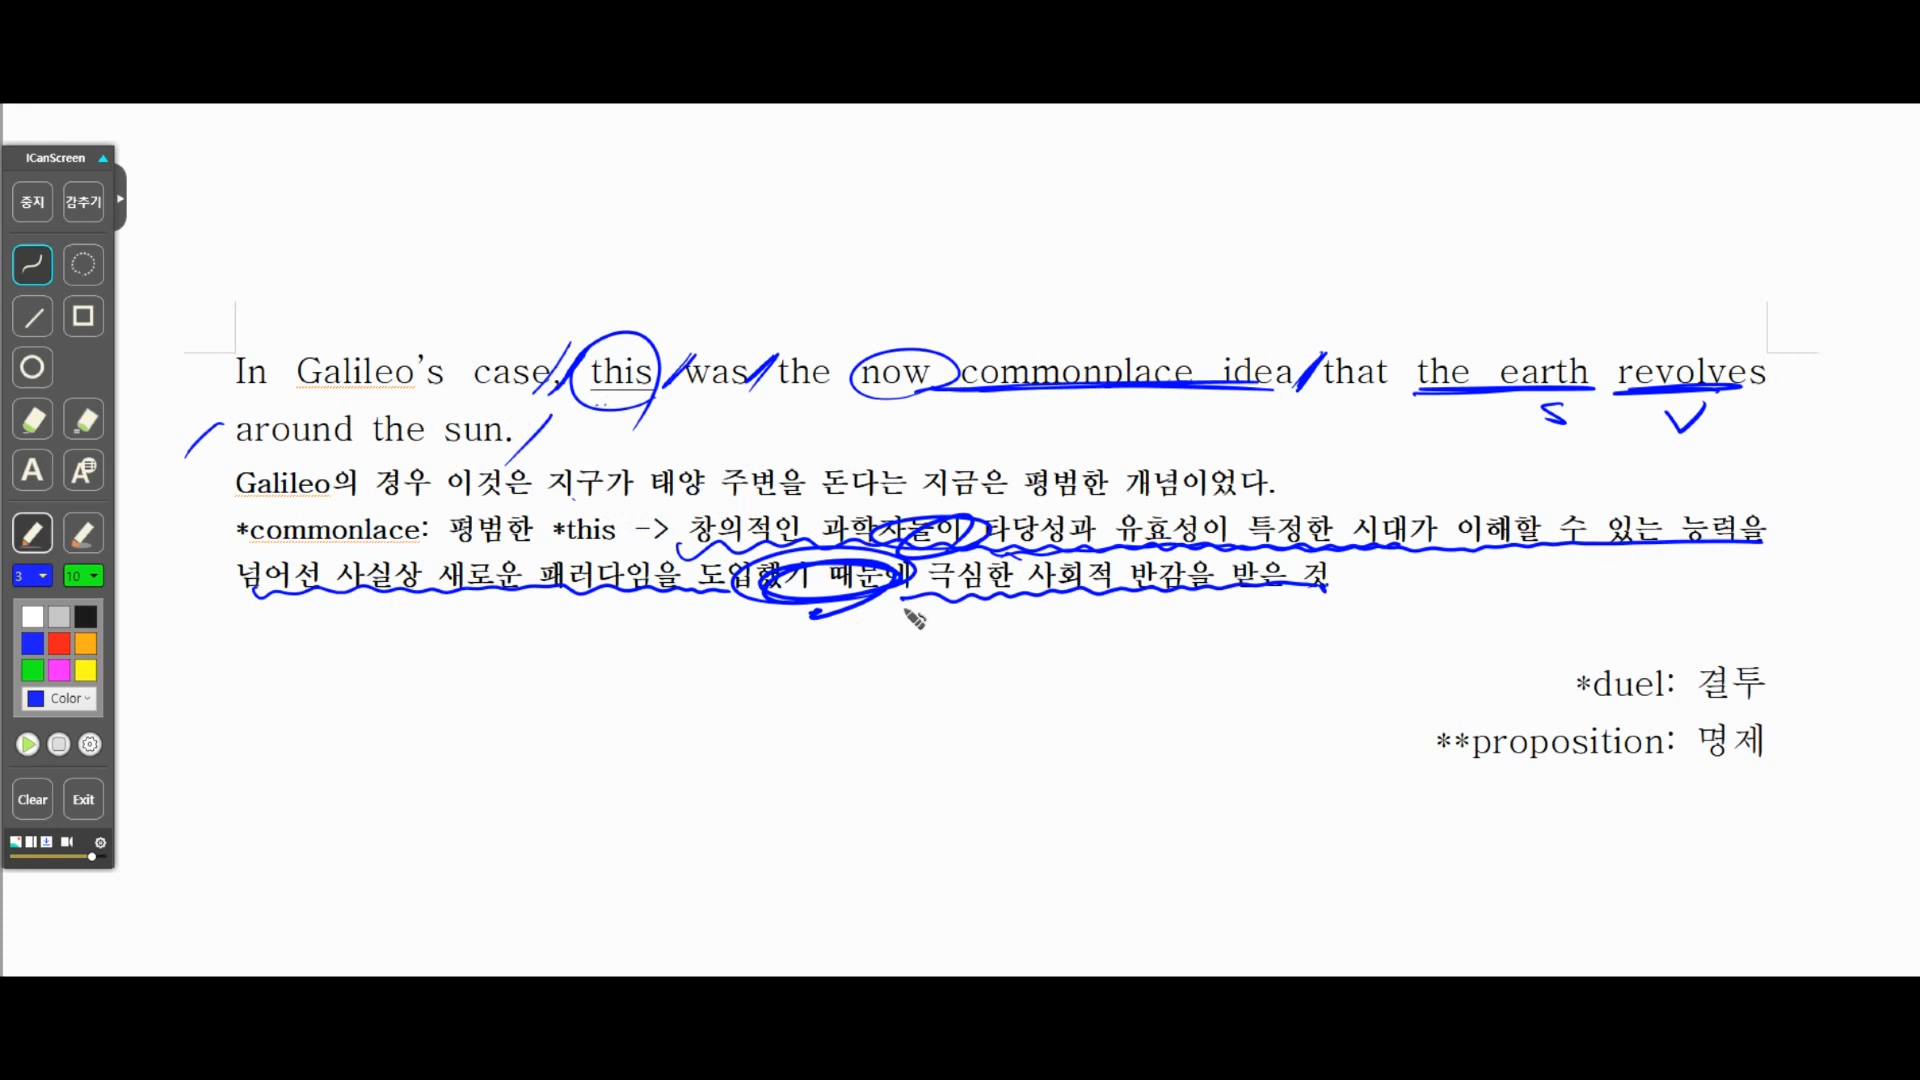 ICanScreen
중지 감추기
In Galileo's case, this was the now commonplace idea that the earth revolves
S V
around the sun.
Galileo의 경우 이것은 지구가 태양 주변을 돈다는 지금은 평범한 개념이었다.
*commonlace: 평범한 *this -> 창의적인 과학자들이 타당성과 유효성이 특정한 시대가 이해할 수 있는 능력을
넘어선 사실상 새로운 패러다임을 도입했기 때문에 극심한 사회적 반감을 받은 것
A A
3 10
*duel: 결투
Color
**proposition: 명제
Clear Exit